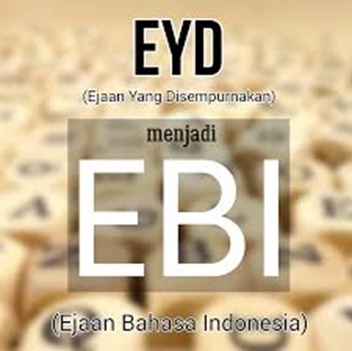 EYD
(Ejaan Yang Disempurnakan)
menjadi
EBI
(Ejaan Bahasa Indonesia)